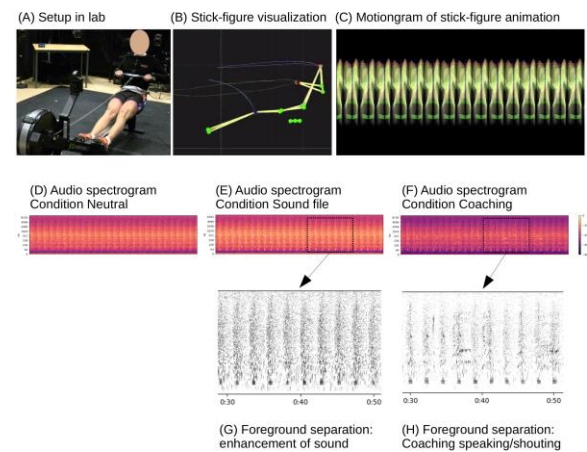 (A) Setup in lab
(B) Stick-figure visualization
(C) Motiongram of stick-figure animation
(D) Audio spectrogram
Condition Neutral
(E) Audio spectrogram
Condition Sound file
(F) Audio spectrogram
Condition Coaching
0:30
0:40
0:50
0:30
0:40
0:50
(G) Foreground separation:
enhancement of sound
(H) Foreground separation:
Coaching speaking/shouting